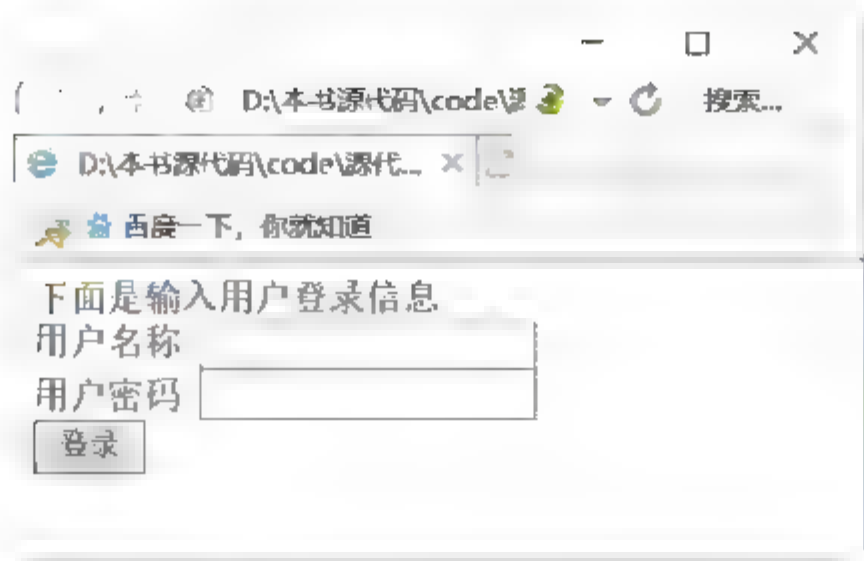 D:\本书源代码\code\源 搜索...
D:\本书源代码\code\源代...
百度一下，你就知道
下面是输入用户登录信息
用户名称
用户密码
登录